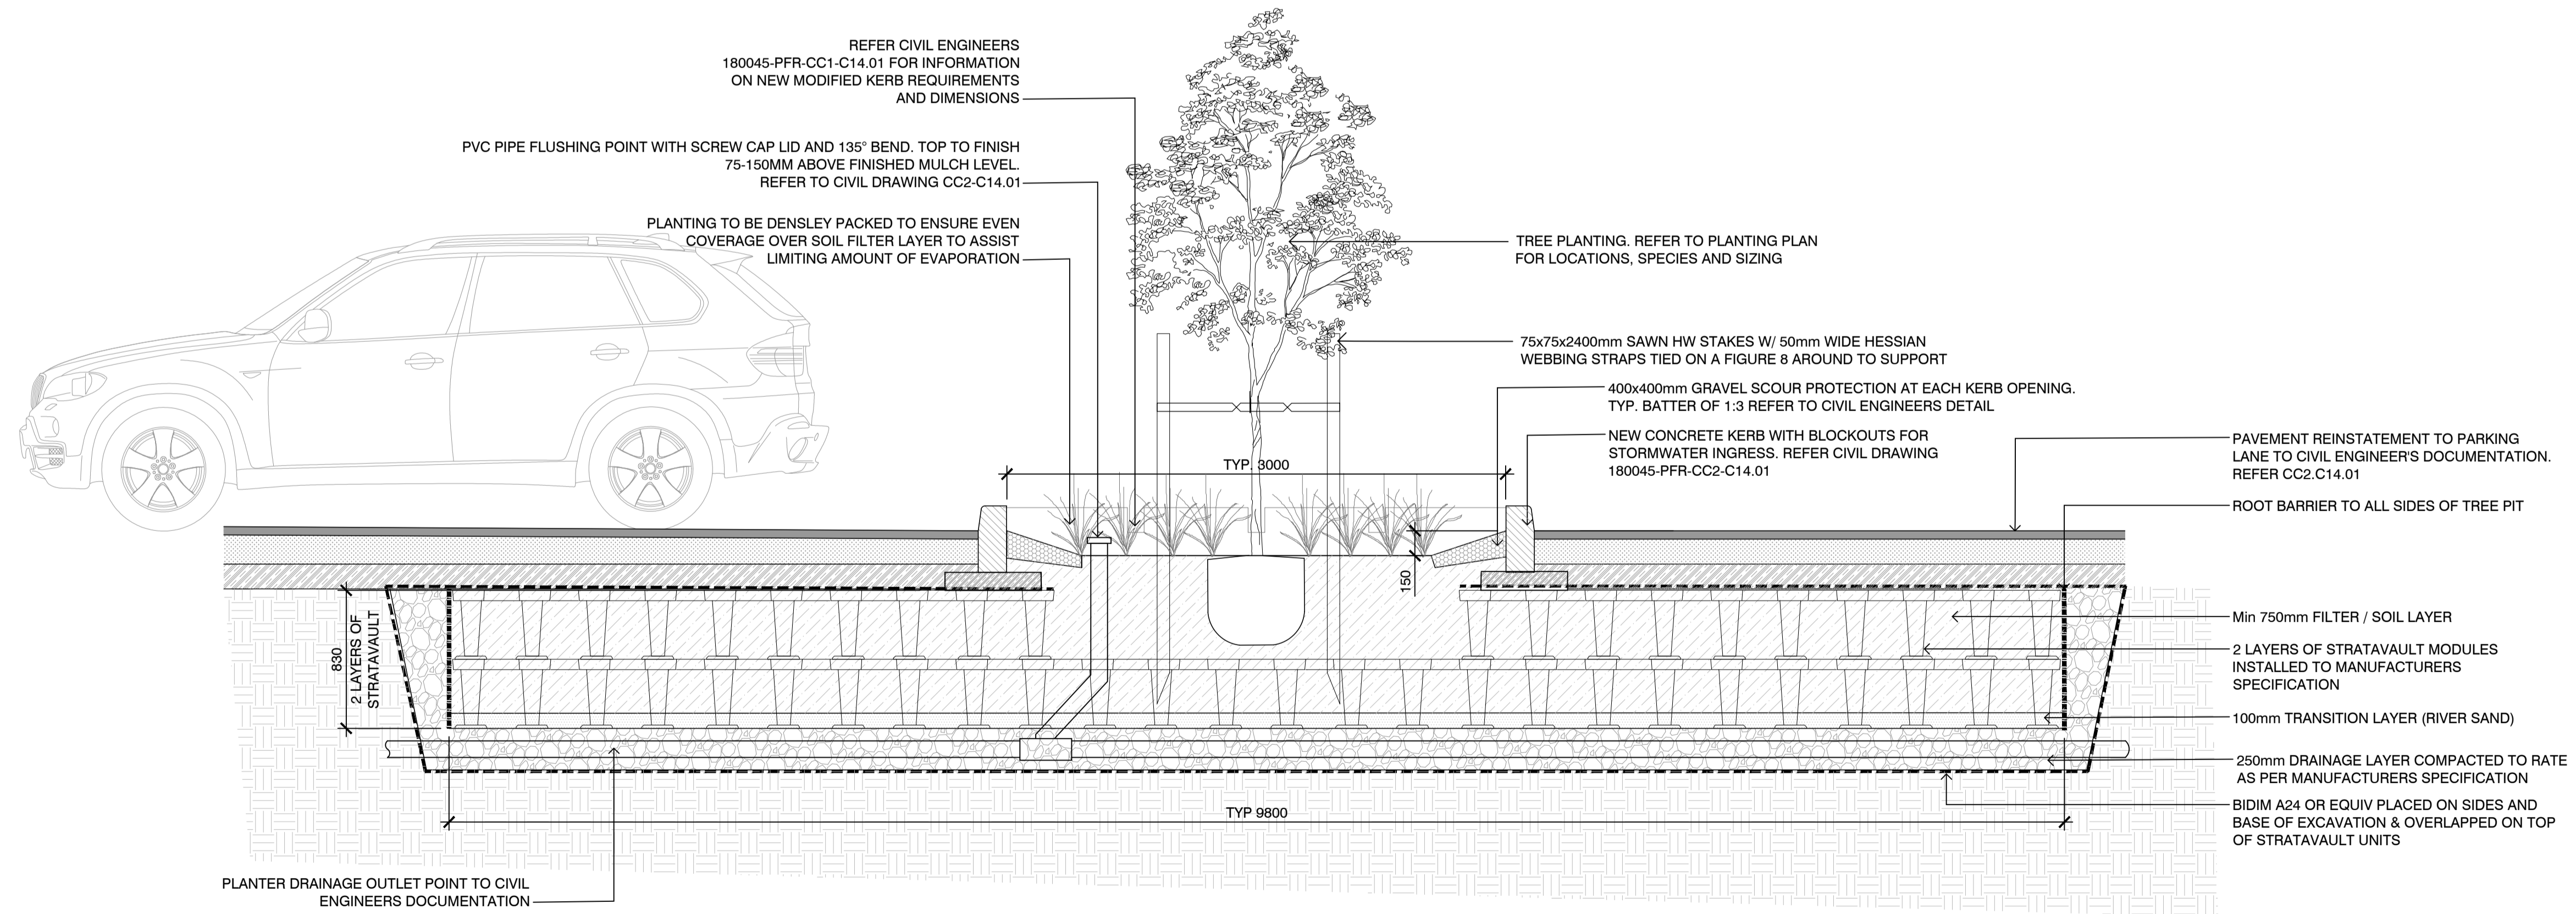 REFER CIVIL ENGINEERS
180045-PFR-CC1-C14.01 FOR INFORMATION
ON NEW MODIFIED KERB REQUIREMENTS
AND DIMENSIONS
PVC PIPE FLUSHING POINT WITH SCREW CAP LID AND 135° BEND. TOP TO FINISH
75-150MM ABOVE FINISHED MULCH LEVEL.
REFER TO CIVIL DRAWING CC2-C14.01
PLANTING TO BE DENSLEY PACKED TO ENSURE EVEN
COVERAGE OVER SOIL FILTER LAYER TO ASSIST
LIMITING AMOUNT OF EVAPORATION
TREE PLANTING. REFER TO PLANTING PLAN
FOR LOCATIONS, SPECIES AND SIZING
75x75x2400mm SAWN HW STAKES W/ 50mm WIDE HESSIAN
WEBBING STRAPS TIED ON A FIGURE 8 AROUND TO SUPPORT
400x400mm GRAVEL SCOUR PROTECTION AT EACH KERB OPENING.
TYP. BATTER OF 1:3 REFER TO CIVIL ENGINEERS DETAIL
NEW CONCRETE KERB WITH BLOCKOUTS FOR
STORMWATER INGRESS. REFER CIVIL DRAWING
180045-PFR-CC2-C14.01
PAVEMENT REINSTATEMENT TO PARKING
LANE TO CIVIL ENGINEER'S DOCUMENTATION.
REFER CC2.C14.01
ROOT BARRIER TO ALL SIDES OF TREE PIT
TYP. 3000
150
830
2 LAYERS OF
STRATAVAULT
Min 750mm FILTER / SOIL LAYER
2 LAYERS OF STRATAVAULT MODULES
INSTALLED TO MANUFACTURERS
SPECIFICATION
100mm TRANSITION LAYER (RIVER SAND)
250mm DRAINAGE LAYER COMPACTED TO RATE
AS PER MANUFACTURERS SPECIFICATION
BIDIM A24 OR EQUIV PLACED ON SIDES AND
BASE OF EXCAVATION & OVERLAPPED ON TOP
OF STRATAVAULT UNITS
TYP 9800
PLANTER DRAINAGE OUTLET POINT TO CIVIL
ENGINEERS DOCUMENTATION